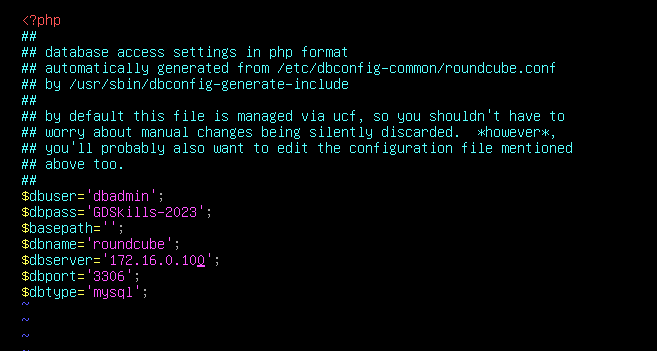 <?php
##
## database access settings in php format
## automatically generated from /etc/dbconfig-common/roundcube.conf
## by /usr/sbin/dbconfig-generate-include
##
## by default this file is managed via ucf, so you shouldn't have to
## worry about manual changes being silently discarded.  *however*,
## you'll probably also want to edit the configuration file mentioned
## above too.
##
$dbuser='dbadmin';
$dbpass='GDSkills-2023';
$basepath='';
$dbname='roundcube';
$dbserver='172.16.0.100';
$dbport='3306';
$dbtype='mysql';
~
~
~
~